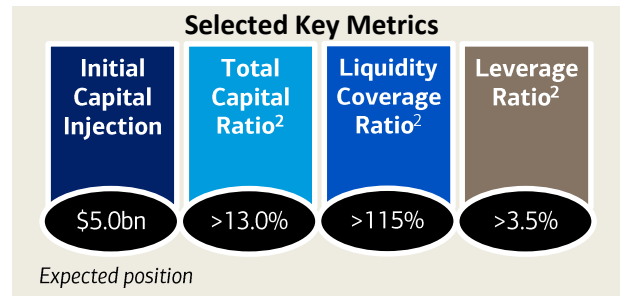 Selected Key Metrics
Initial
Capital
Injection
Total
Capital
Ratio²
Liquidity
Coverage
Ratio²
Leverage
Ratio²
$5.0bn
>13.0%
>115%
>3.5%
Expected position